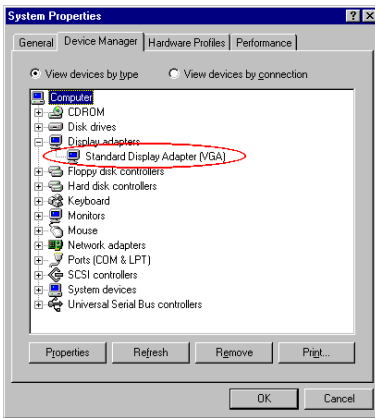 System Properties
General Device Manager Hardware Profiles Performance
View devices by type View devices by connection
Computer
CDROM
Disk drives
Display adapters
Standard Display Adapter (VGA)
Floppy disk controllers
Hard disk controllers
Keyboard
Monitors
Mouse
Network adapters
Ports (COM & LPT)
SCSI controllers
System devices
Universal Serial Bus controllers
Properties Refresh Remove Print...
OK Cancel